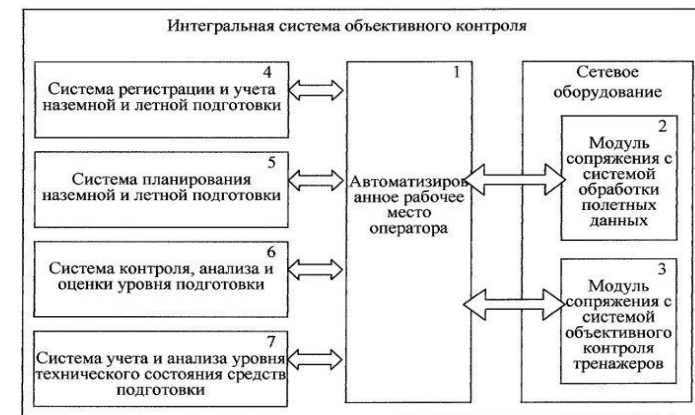 Интегральная система объективного контроля
4
Система регистрации и учета
наземной и летной подготовки
5
Система планирования
наземной и летной подготовки
6
Система контроля, анализа и
оценки уровня подготовки
7
Система учета и анализа уровня
технического состояния средств
подготовки
1
Автоматизиров
анное рабочее
место
оператора
Сетевое
оборудование
2
Модуль
сопряжения с
системой
обработки
полетных
данных
3
Модуль
сопряжения с
системой
объективного
контроля
тренажеров